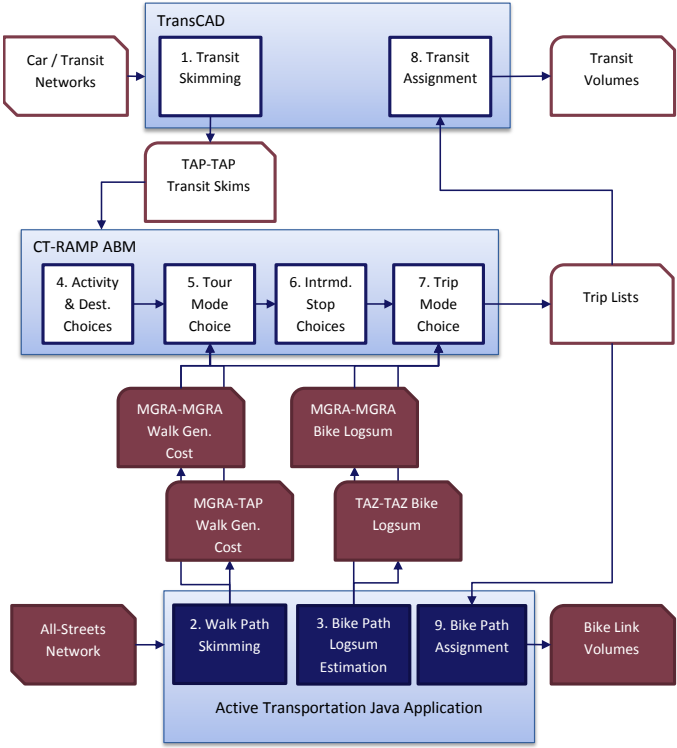 TransCAD
Car / Transit
Networks
1. Transit
Skimming
8. Transit
Assignment
Transit
Volumes
TAP-TAP
Transit Skims
CT-RAMP ABM
4. Activity
& Dest.
Choices
5. Tour
Mode
Choice
6. Intrmd.
Stop
Choices
7. Trip
Mode
Choice
Trip Lists
MGRA-MGRA
Walk Gen.
Cost
MGRA-MGRA
Bike Logsum
MGRA-TAP
Walk Gen.
Cost
TAZ-TAZ Bike
Logsum
All-Streets
Network
2. Walk Path
Skimming
3. Bike Path
Logsum
Estimation
9. Bike Path
Assignment
Bike Link
Volumes
Active Transportation Java Application